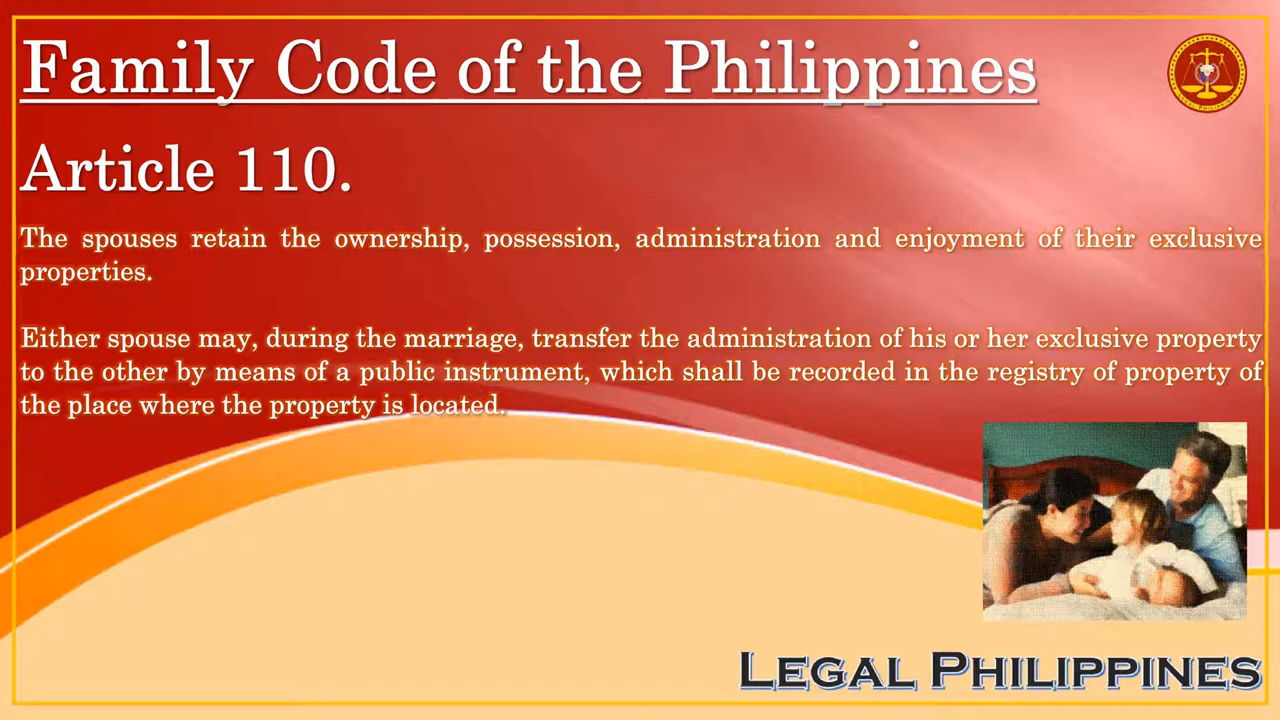 Family Code of the Philippines
Article 110.
The spouses retain the ownership, possession, administration and enjoyment of their exclusive
properties.
Either spouse may, during the marriage, transfer the administration of his or her exclusive property
to the other by means of a public instrument, which shall be recorded in the registry of property of
the place where the property is located.
LEGAL PHILIPPINES
LEGAL PHILIPPINES